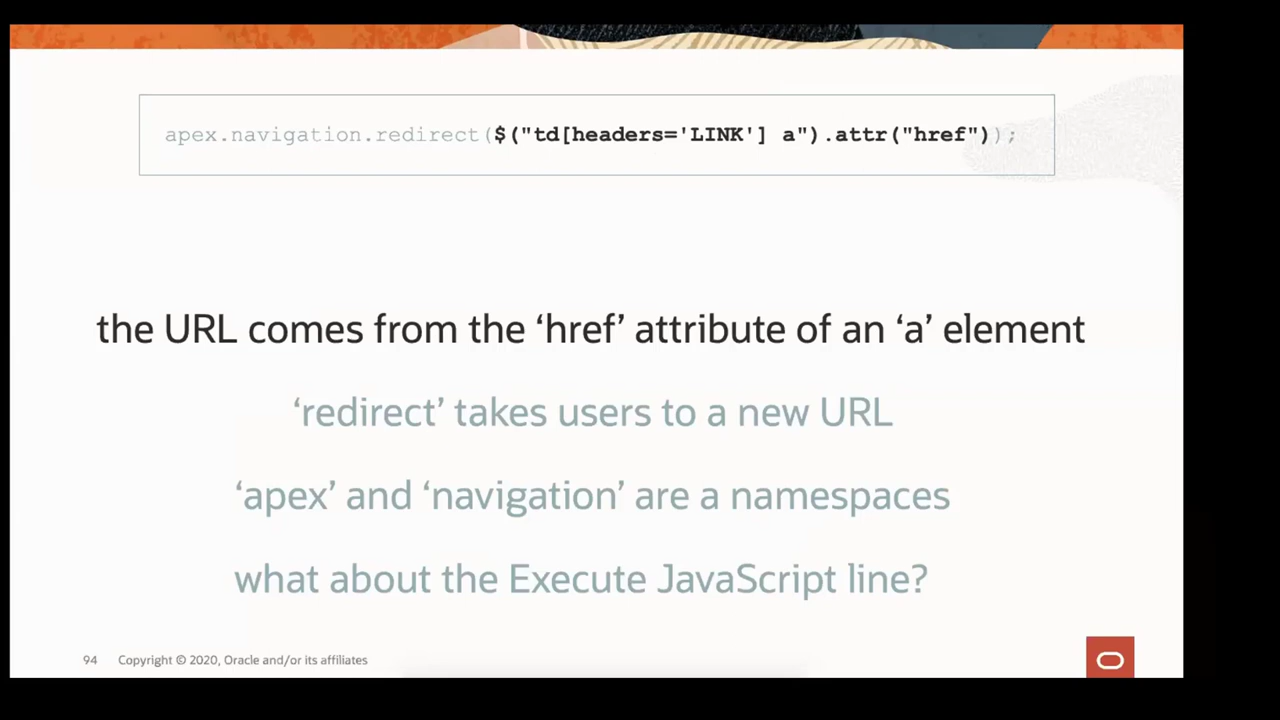 apex.navigation.redirect($("td[headers='LINK'] a").attr("href"));
the URL comes from the ‘href’ attribute of an ‘a’ element
‘redirect’ takes users to a new URL
‘apex’ and ‘navigation’ are a namespaces
what about the Execute JavaScript line?
94 Copyright © 2020, Oracle and/or its affiliates